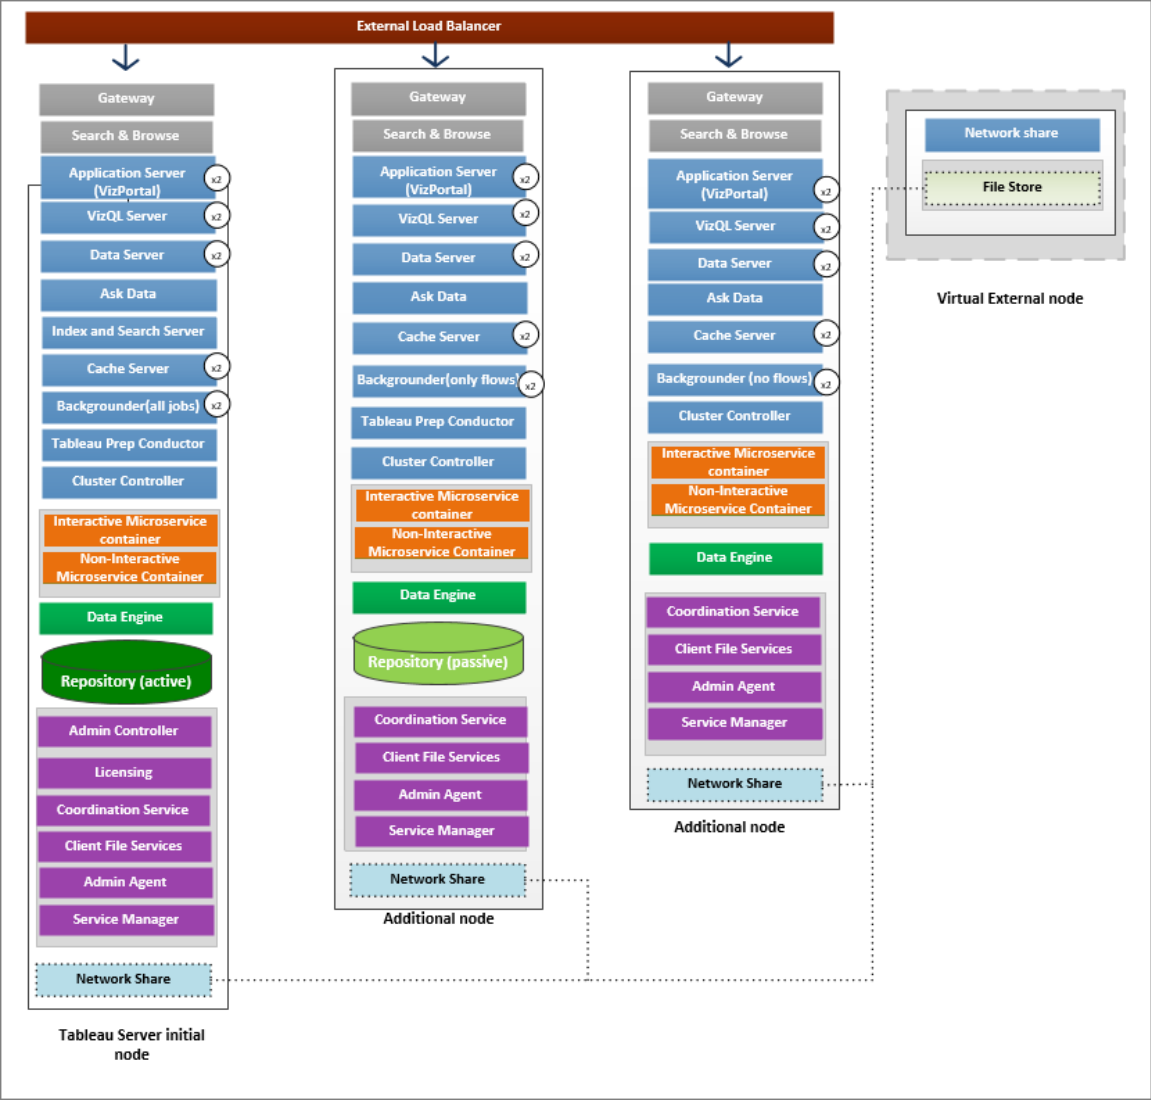 External Load Balancer
Gateway
Search & Browse
Application Server
(VizPortal)
x2
VizQL Server
x2
Data Server
x2
Ask Data
Index and Search Server
Cache Server
x2
Backgrounder(all jobs)
x2
Tableau Prep Conductor
Cluster Controller
Interactive Microservice
container
Non-Interactive
Microservice Container
Data Engine
Repository (active)
Admin Controller
Licensing
Coordination Service
Client File Services
Admin Agent
Service Manager
Network Share
Tableau Server initial
node
Gateway
Search & Browse
Application Server
(VizPortal)
x2
VizQL Server
x2
Data Server
x2
Ask Data
Cache Server
x2
Backgrounder(only flows)
x2
Tableau Prep Conductor
Cluster Controller
Interactive Microservice
container
Non-Interactive
Microservice Container
Data Engine
Repository (passive)
Coordination Service
Client File Services
Admin Agent
Service Manager
Network Share
Additional node
Gateway
Search & Browse
Application Server
(VizPortal)
x2
VizQL Server
x2
Data Server
x2
Ask Data
Cache Server
x2
Backgrounder (no flows)
x2
Cluster Controller
Interactive Microservice
container
Non-Interactive
Microservice Container
Data Engine
Coordination Service
Client File Services
Admin Agent
Service Manager
Network Share
Additional node
Network share
File Store
Virtual External node